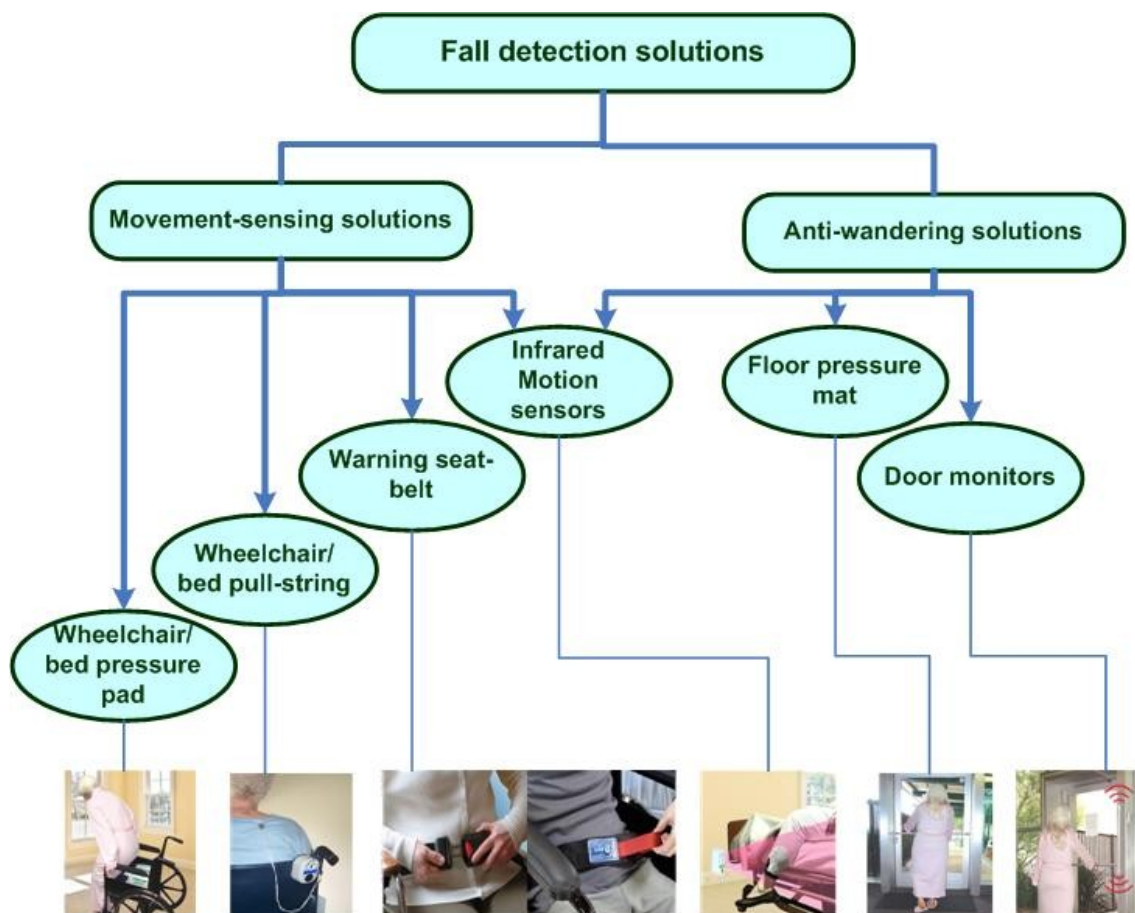 Fall detection solutions
Movement-sensing solutions
Anti-wandering solutions
Infrared
Motion
sensors
Floor pressure
mat
Warning seat-
belt
Door monitors
Wheelchair/
bed pull-string
Wheelchair/
bed pressure
pad